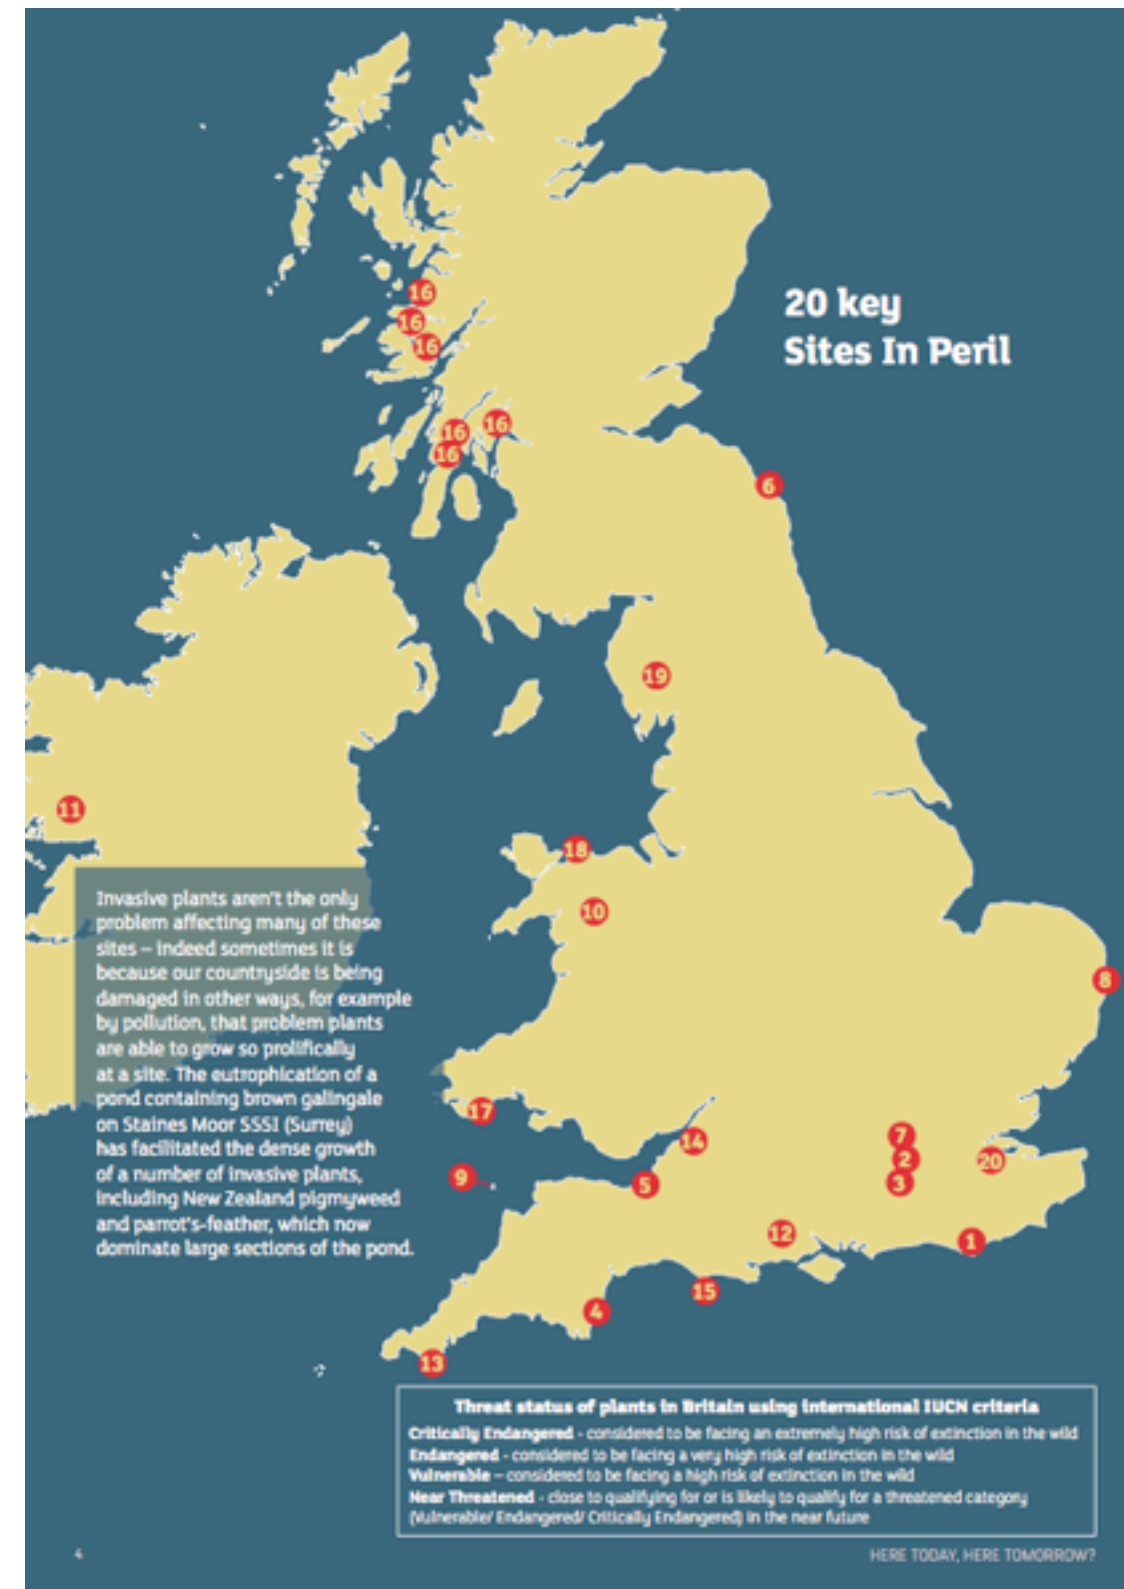 20 key
Sites In Peril
16
16
16
16
16
16
6
19
11
18
10
8
17
14
7
2
20
9
5
3
12
1
15
4
13
Invasive plants aren't the only
problem affecting many of these
sites – indeed sometimes it is
because our countryside is being
damaged in other ways, for example
by pollution, that problem plants
are able to grow so prolifically
at a site. The eutrophication of a
pond containing brown galingale
on Staines Moor SSSI (Surrey)
has facilitated the dense growth
of a number of invasive plants,
including New Zealand pigmyweed
and parrot's-feather, which now
dominate large sections of the pond.
Threat status of plants in Britain using international IUCN criteria
Critically Endangered - considered to be facing an extremely high risk of extinction in the wild
Endangered - considered to be facing a very high risk of extinction in the wild
Vulnerable – considered to be facing a high risk of extinction in the wild
Near Threatened - close to qualifying for or is likely to qualify for a threatened category
(Vulnerable/ Endangered/ Critically Endangered) in the near future
4
HERE TODAY, HERE TOMORROW?